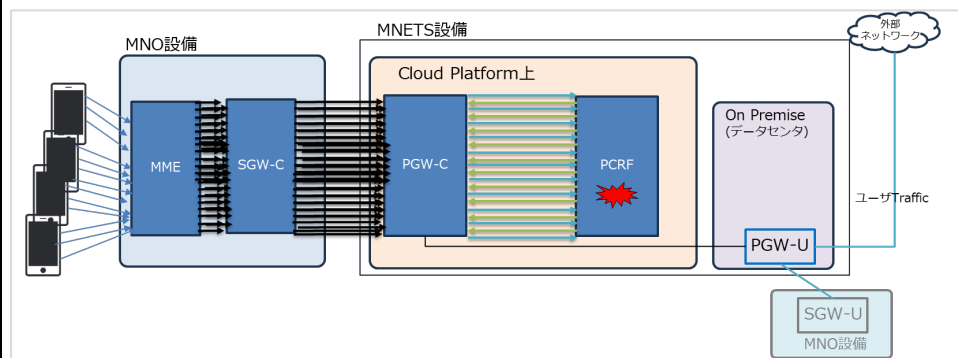 外部
ネットワーク
MNETS設備
MNO設備
Cloud Platform上
On Premise
(データセンタ)
MME
SGW-C
PGW-C
PCRF
ユーザTraffic
PGW-U
SGW-U
MNO設備